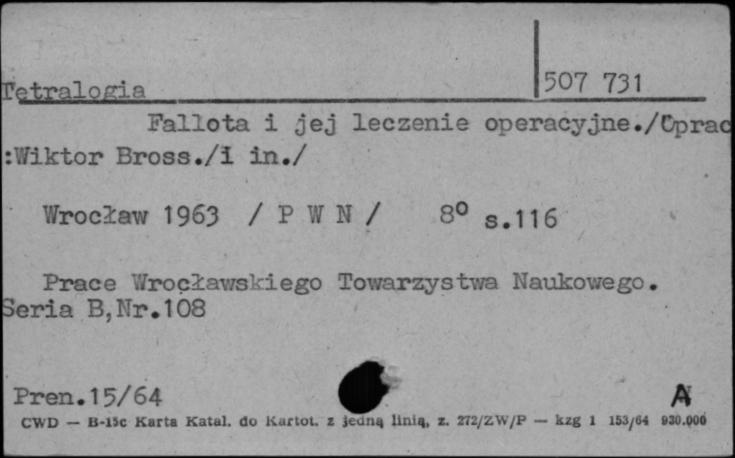 507 731
Tetralogia
Fallota i jej leczenie operacyjne./Oprac
:Wiktor Bross./i in./
Wrocław 1963 / P W N / 8° s.116
Prace Wrocławskiego Towarzystwa Naukowego.
Seria B,Nr.108
Pren.15/64
A
CWD — B-15c Karta Katal. do Kartot. z jedną linią, z. 272/ZW/P — kzg 1 153/64 930.000